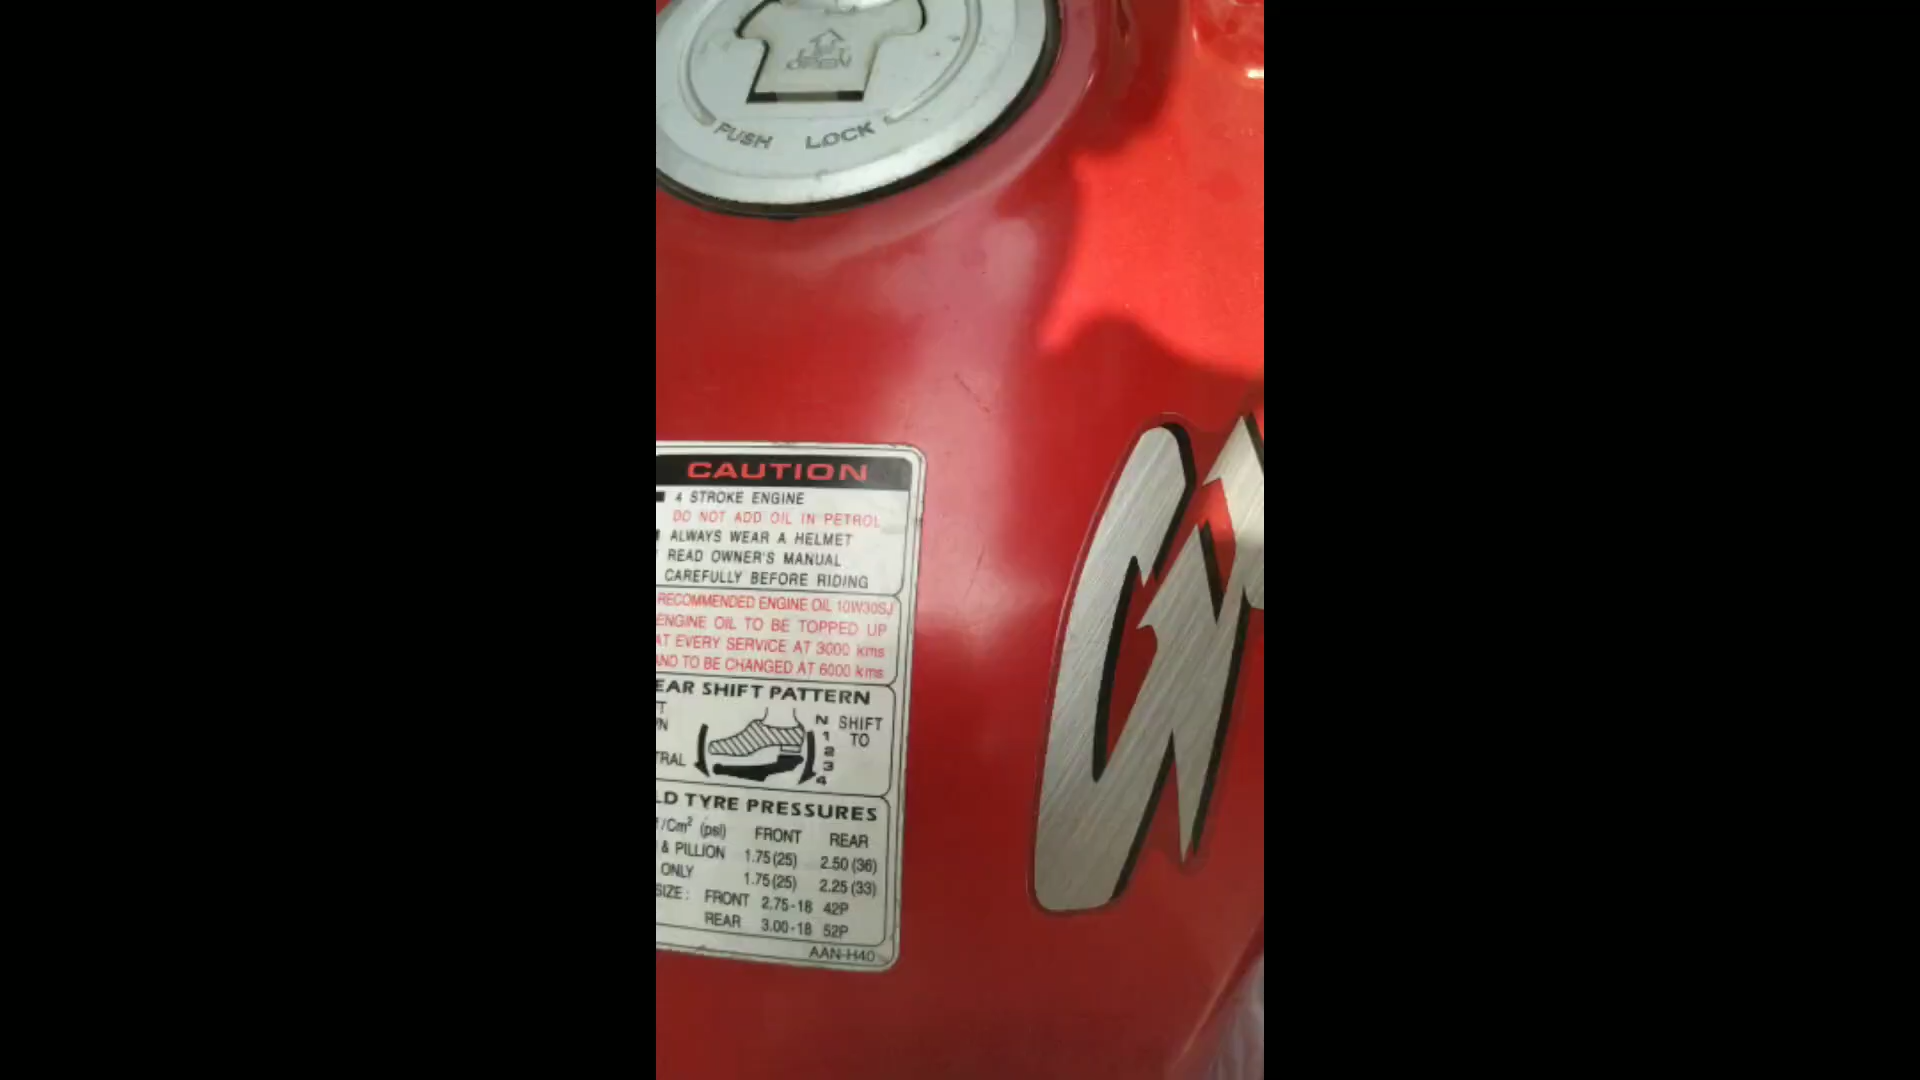 OPEN
PUSH LOCK
CAUTION
4 STROKE ENGINE
DO NOT ADD OIL IN PETROL
ALWAYS WEAR A HELMET
READ OWNER'S MANUAL
CAREFULLY BEFORE RIDING
RECOMMENDED ENGINE OIL 10W30SJ
ENGINE OIL TO BE TOPPED UP
AT EVERY SERVICE AT 3000 kms
AND TO BE CHANGED AT 6000 kms
EAR SHIFT PATTERN
N SHIFT
1 TO
2
3
4
TRAL
LD TYRE PRESSURES
/Cm² (psi) FRONT REAR
& PILLION 1.75 (25) 2.50 (36)
ONLY 1.75 (25) 2.25 (33)
SIZE : FRONT 2.75-18 42P
REAR 3.00-18 52P
AAN-H40